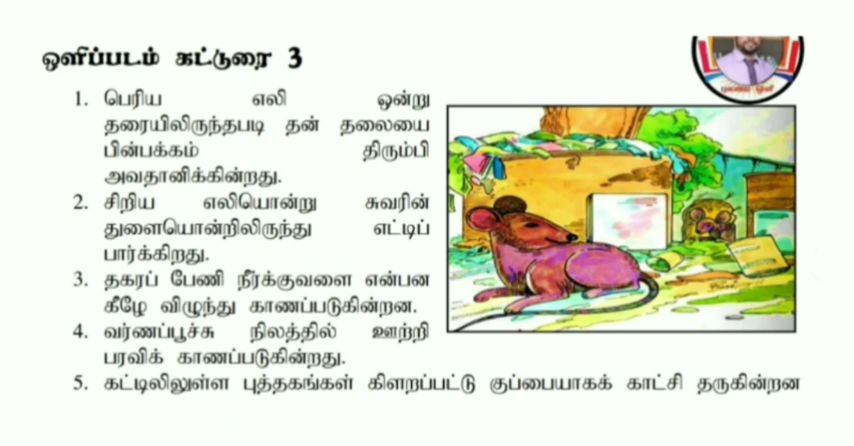 ஒளிப்படம் கட்டுரை 3
1. பெரிய எலி ஒன்று
தரையிலிருந்தபடி தன் தலையை
பின்பக்கம் திரும்பி
அவதானிக்கின்றது.
2. சிறிய எலியொன்று சுவரின்
துளையொன்றிலிருந்து எட்டிப்
பார்க்கிறது.
3. தகரப் பேணி நீர்க்குவளை என்பன
கீழே விழுந்து காணப்படுகின்றன.
4. வர்ணப்பூச்சு நிலத்தில் ஊற்றி
பரவிக் காணப்படுகின்றது.
5. கட்டிலிலுள்ள புத்தகங்கள் கிளறப்பட்டு குப்பையாகக் காட்சி தருகின்றன